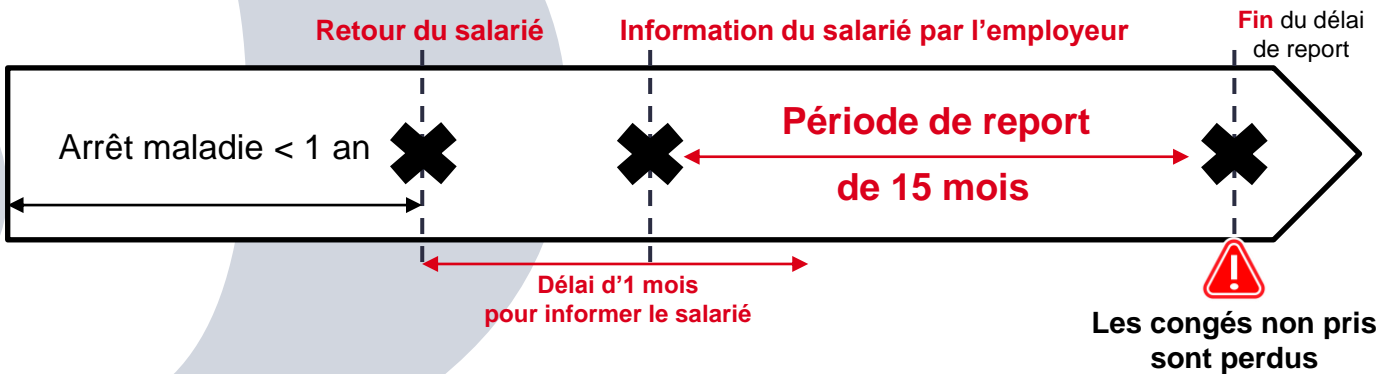 Retour du salarié
Information du salarié par l’employeur
Fin du délai
de report
Arrêt maladie < 1 an
Période de report
de 15 mois
Délai d’1 mois
pour informer le salarié
Les congés non pris
sont perdus